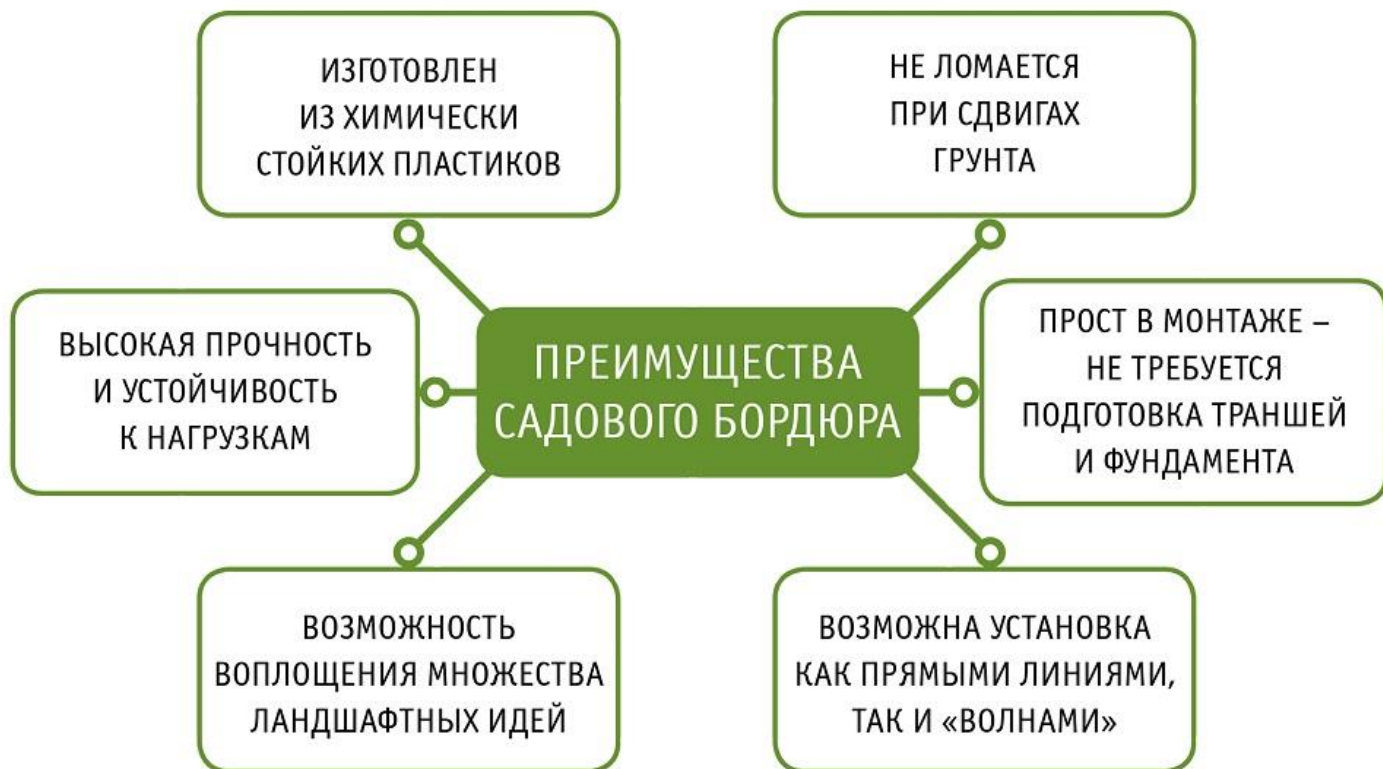 ИЗГОТОВЛЕН
ИЗ ХИМИЧЕСКИ
СТОЙКИХ ПЛАСТИКОВ
НЕ ЛОМАЕТСЯ
ПРИ СДВИГАХ
ГРУНТА
ВЫСОКАЯ ПРОЧНОСТЬ
И УСТОЙЧИВОСТЬ
К НАГРУЗКАМ
ПРЕИМУЩЕСТВА
САДОВОГО БОРДЮРА
ПРОСТ В МОНТАЖЕ –
НЕ ТРЕБУЕТСЯ
ПОДГОТОВКА ТРАНШЕЙ
И ФУНДАМЕНТА
ВОЗМОЖНОСТЬ
ВОПЛОЩЕНИЯ МНОЖЕСТВА
ЛАНДШАФТНЫХ ИДЕЙ
ВОЗМОЖНА УСТАНОВКА
КАК ПРЯМЫМИ ЛИНИЯМИ,
ТАК И «ВОЛНАМИ»